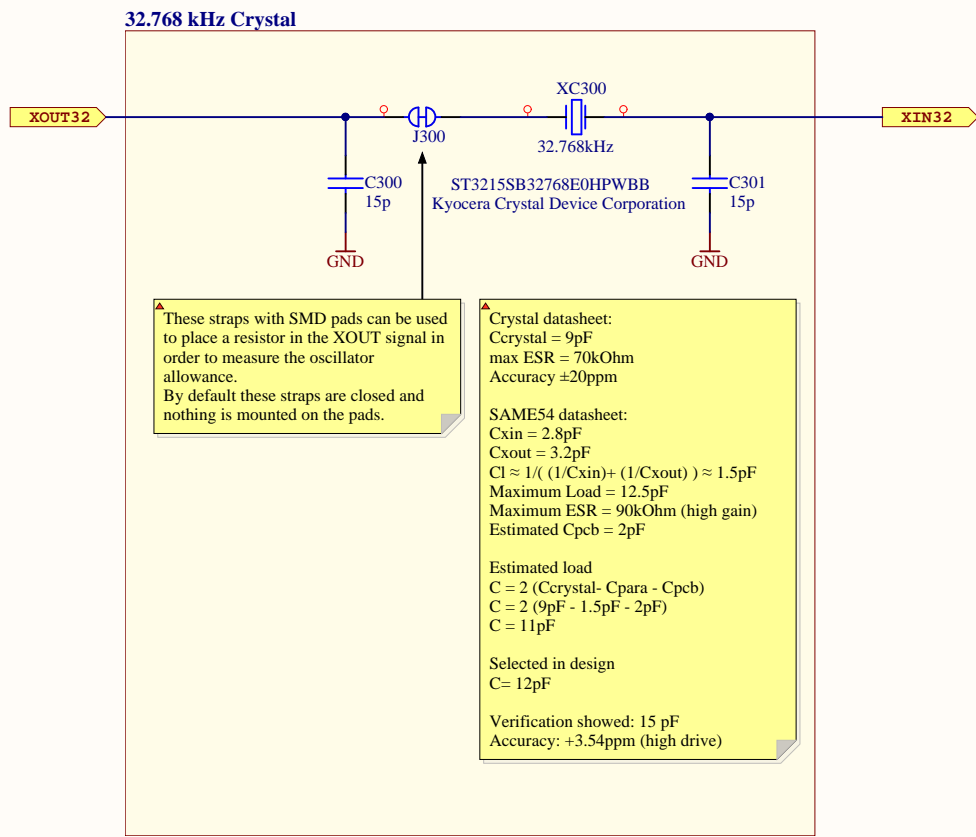 32.768 kHz Crystal
XOUT32
J300
XC300
32.768kHz
XIN32
C300
15p
ST3215SB32768E0HPWBB
Kyocera Crystal Device Corporation
C301
15p
GND
GND
These straps with SMD pads can be used
to place a resistor in the XOUT signal in
order to measure the oscillator
allowance.
By default these straps are closed and
nothing is mounted on the pads.
Crystal datasheet:
Ccrystal = 9pF
max ESR = 70kOhm
Accuracy ±20ppm
SAME54 datasheet:
Cxin = 2.8pF
Cxout = 3.2pF
Cl ≈ 1/( (1/Cxin)+ (1/Cxout) ) ≈ 1.5pF
Maximum Load = 12.5pF
Maximum ESR = 90kOhm (high gain)
Estimated Cpcb = 2pF
Estimated load
C = 2 (Ccrystal- Cpara - Cpcb)
C = 2 (9pF - 1.5pF - 2pF)
C = 11pF
Selected in design
C= 12pF
Verification showed: 15 pF
Accuracy: +3.54ppm (high drive)